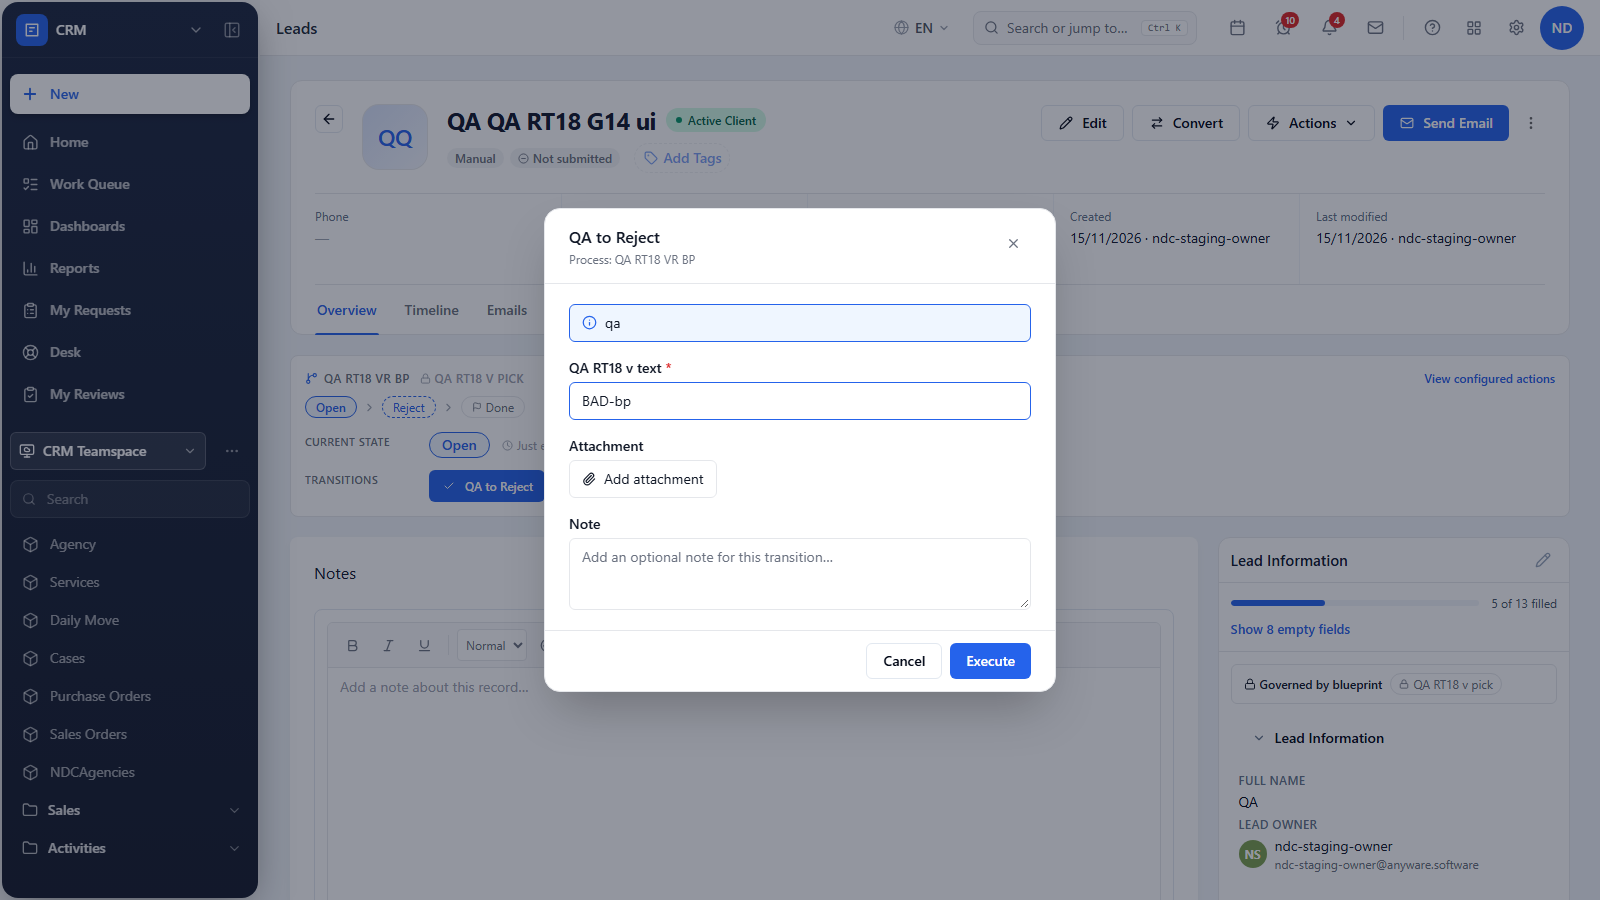 CRM
Leads
EN
Search or jump to...
Ctrl K
10
4
ND
New
Home
Work Queue
Dashboards
Reports
My Requests
Desk
My Reviews
CRM Teamspace
Search
Agency
Services
Daily Move
Cases
Purchase Orders
Sales Orders
NDCAgencies
Sales
Activities
QQ
QA QA RT18 G14 ui
Active Client
Manual
Not submitted
Add Tags
Edit
Convert
Actions
Send Email
Phone
—
Created
15/11/2026 · ndc-staging-owner
Last modified
15/11/2026 · ndc-staging-owner
Overview
Timeline
Emails
QA RT18 VR BP
QA RT18 V PICK
View configured actions
Open
Reject
Done
CURRENT STATE
Open
Just
TRANSITIONS
QA to Reject
Notes
B I U Normal
Add a note about this record...
QA to Reject
Process: QA RT18 VR BP
qa
QA RT18 v text *
BAD-bp
Attachment
Add attachment
Note
Add an optional note for this transition...
Cancel
Execute
Lead Information
5 of 13 filled
Show 8 empty fields
Governed by blueprint
QA RT18 v pick
Lead Information
FULL NAME
QA
LEAD OWNER
NS
ndc-staging-owner
ndc-staging-owner@anyware.software